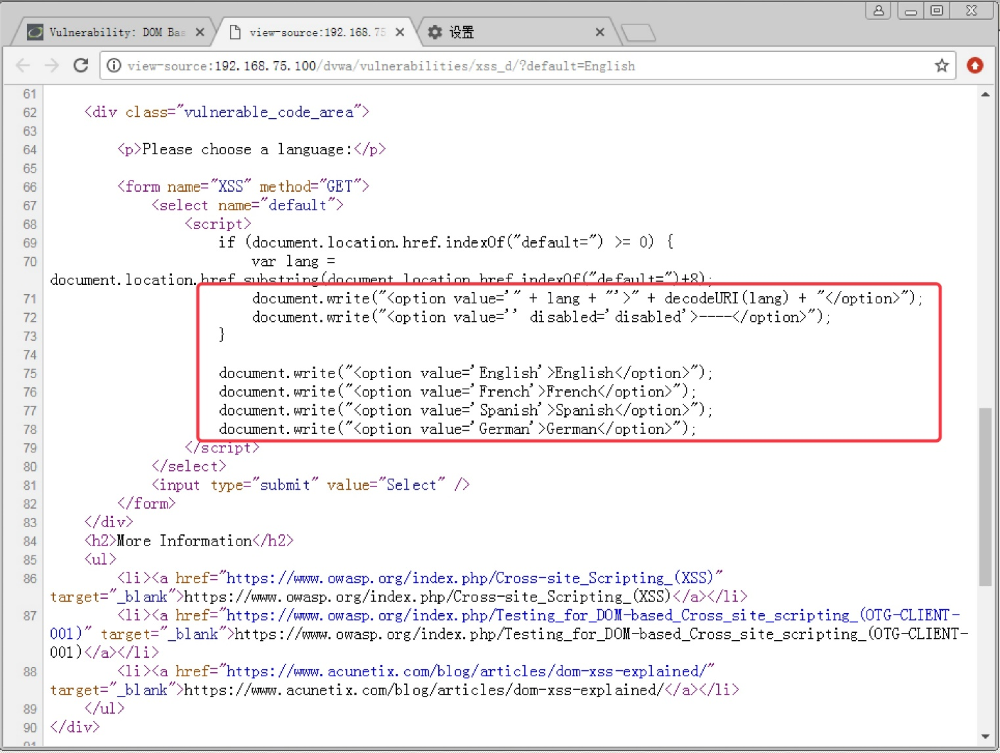 Vulnerability: DOM Bas
view-source:192.168.75
设置
view-source:192.168.75.100/dvwa/vulnerabilities/xss_d/?default=English
61
62 <div class="vulnerable_code_area">
63
64 <p>Please choose a language:</p>
65
66 <form name="XSS" method="GET">
67 <select name="default">
68 <script>
69 if (document.location.href.indexOf("default=") >= 0) {
70 var lang =
document.location.href.substring(document.location.href.indexOf("default=")+8);
71 document.write("<option value='" + lang + "'>" + decodeURI(lang) + "</option>");
72 document.write("<option value='' disabled='disabled'>----</option>");
73 }
74
75 document.write("<option value='English'>English</option>");
76 document.write("<option value='French'>French</option>");
77 document.write("<option value='Spanish'>Spanish</option>");
78 document.write("<option value='German'>German</option>");
79 </script>
80 </select>
81 <input type="submit" value="Select" />
82 </form>
83 </div>
84 <h2>More Information</h2>
85 <ul>
86 <li><a href="https://www.owasp.org/index.php/Cross-site_Scripting_(XSS)"
target="_blank">https://www.owasp.org/index.php/Cross-site_Scripting_(XSS)</a></li>
87 <li><a href="https://www.owasp.org/index.php/Testing_for_DOM-based_Cross_site_scripting_(OTG-CLIENT-
001)" target="_blank">https://www.owasp.org/index.php/Testing_for_DOM-based_Cross_site_scripting_(OTG-CLIENT-
001)</a></li>
88 <li><a href="https://www.acunetix.com/blog/articles/dom-xss-explained/"
target="_blank">https://www.acunetix.com/blog/articles/dom-xss-explained/</a></li>
89 </ul>
90 </div>
91